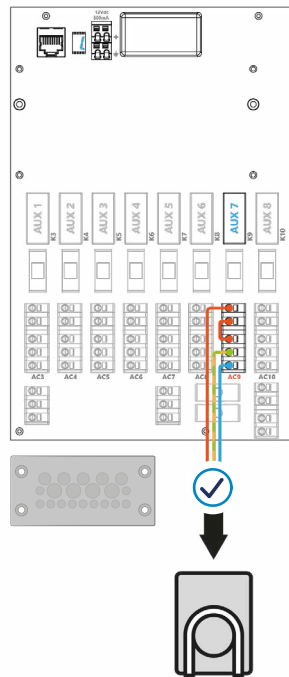 12Vdc
500mA
+
AUX 1
K3
AUX 2
K4
AUX 3
K5
AUX 4
K6
AUX 5
K7
AUX 6
K8
AUX 7
K9
AUX 8
K10
AC3
AC4
AC5
AC6
AC7
AC8
AC9
AC10